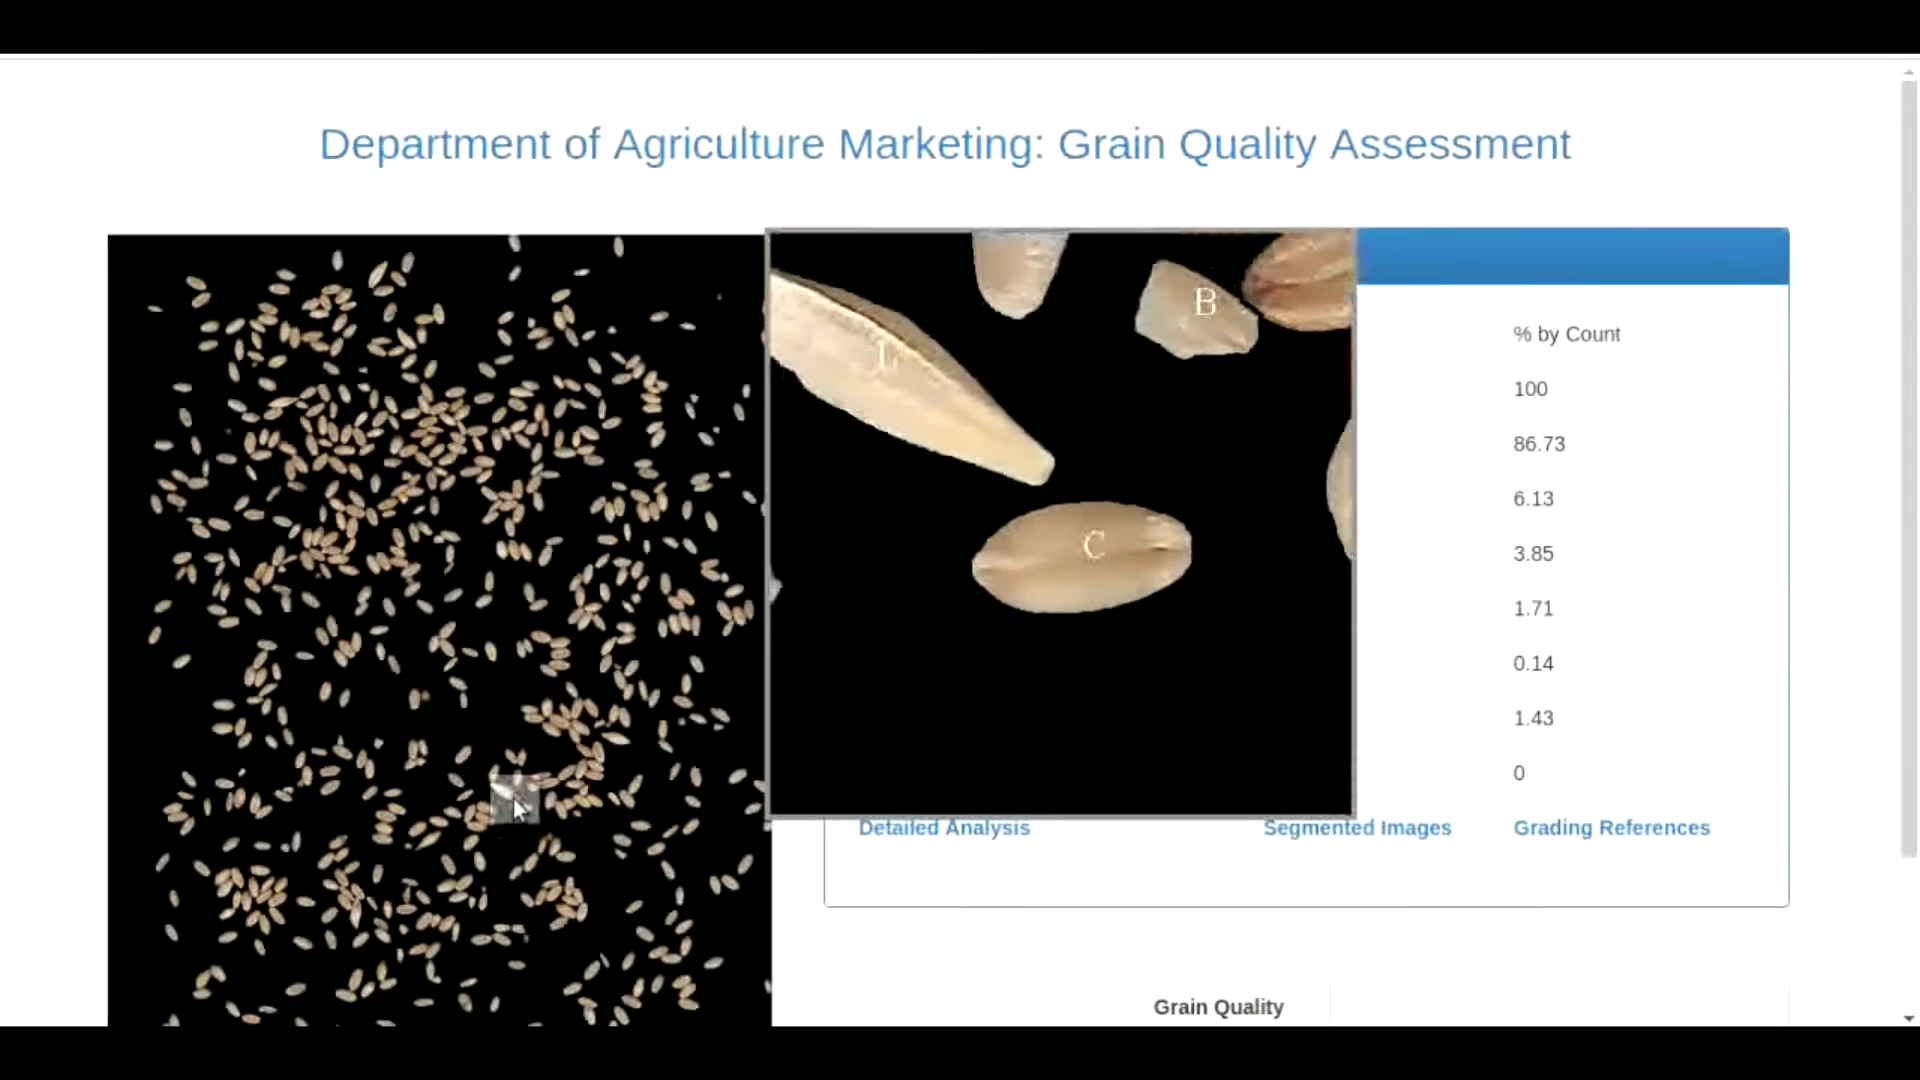 Department of Agriculture Marketing: Grain Quality Assessment
B
C
% by Count
100
86.73
6.13
3.85
1.71
0.14
1.43
0
Detailed Analysis
Segmented Images
Grading References
Grain Quality